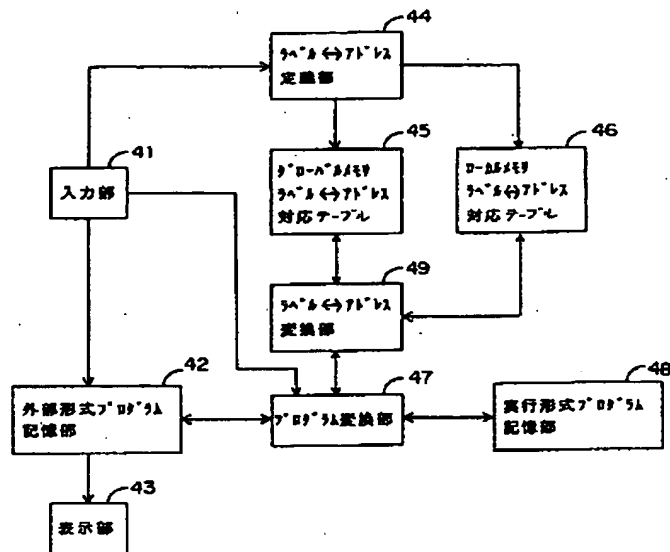 44
ラベル⟷アドレス
定義部
45
グローバルメモリ
ラベル⟷アドレス
対応テーブル
46
ローカルメモリ
ラベル⟷アドレス
対応テーブル
41
入力部
49
ラベル⟷アドレス
変換部
42
外部形式プログラム
記憶部
47
プログラム変換部
48
実行形式プログラム
記憶部
43
表示部